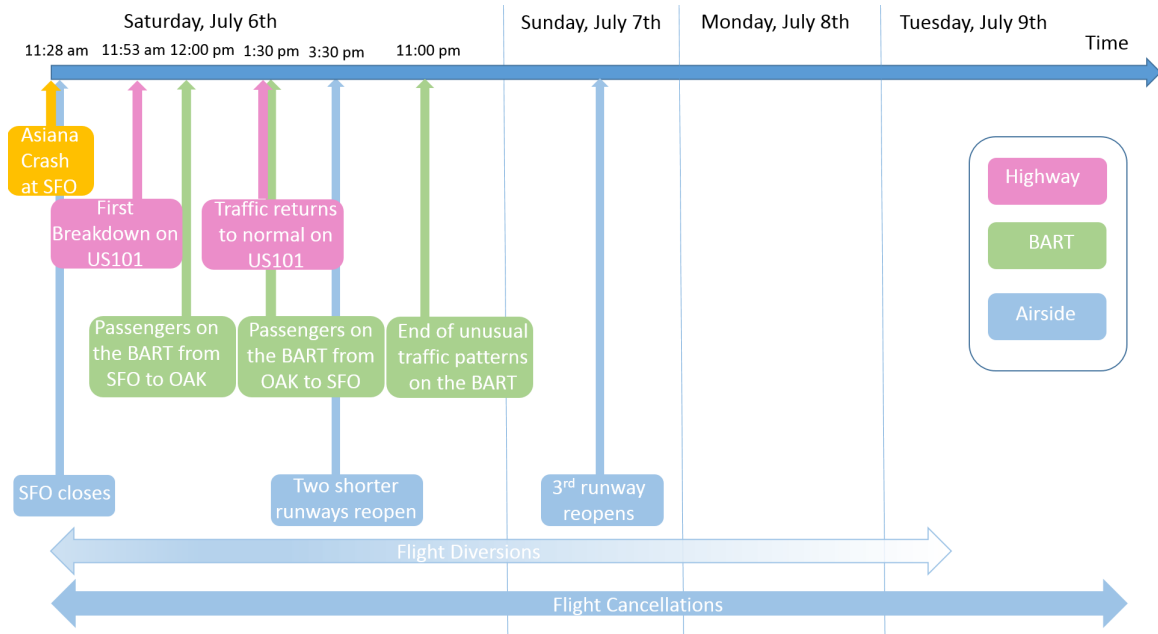 Saturday, July 6th
Sunday, July 7th
Monday, July 8th
Tuesday, July 9th
Time
11:28 am
11:53 am
12:00 pm
1:30 pm
3:30 pm
11:00 pm
Asiana
Crash
at SFO
First
Breakdown on
US101
Traffic returns
to normal on
US101
Highway
BART
Airside
Passengers on
the BART from
SFO to OAK
Passengers on
the BART from
OAK to SFO
End of unusual
traffic patterns
on the BART
SFO closes
Two shorter
runways reopen
3rd runway
reopens
Flight Diversions
Flight Cancellations